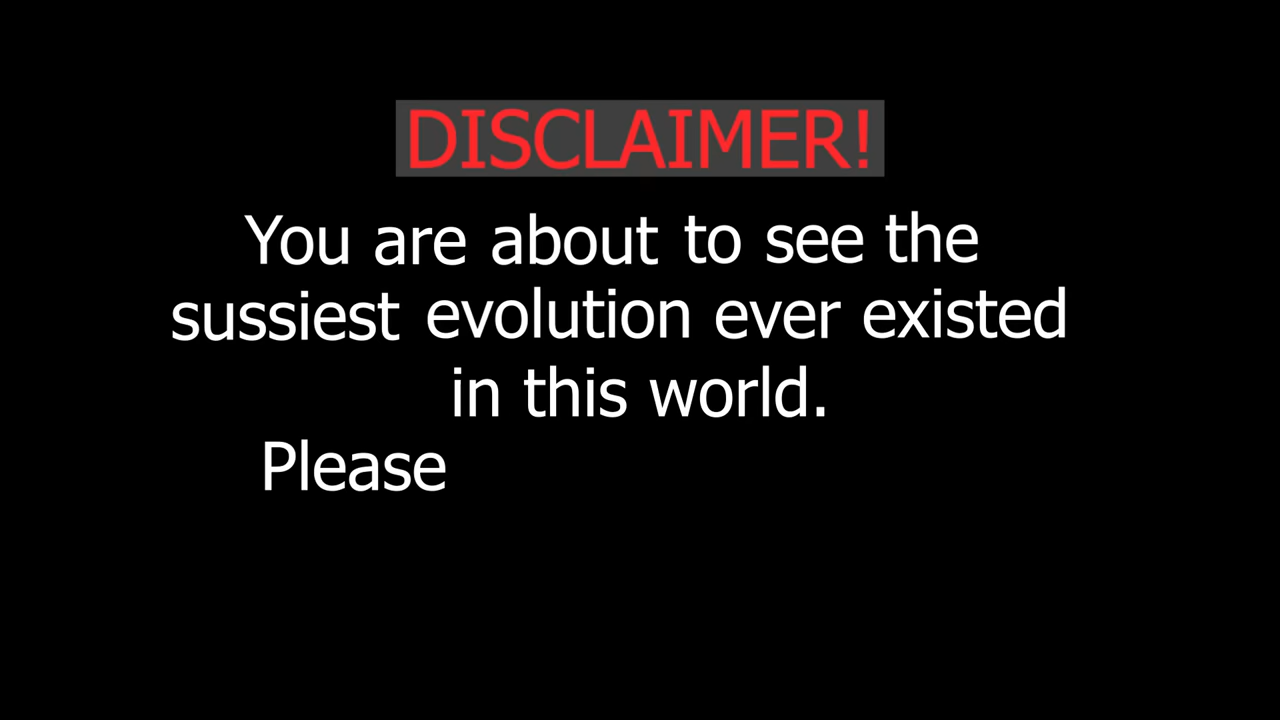 DISCLAIMER!
You are about to see the
sussiest evolution ever existed
in this world.
Please